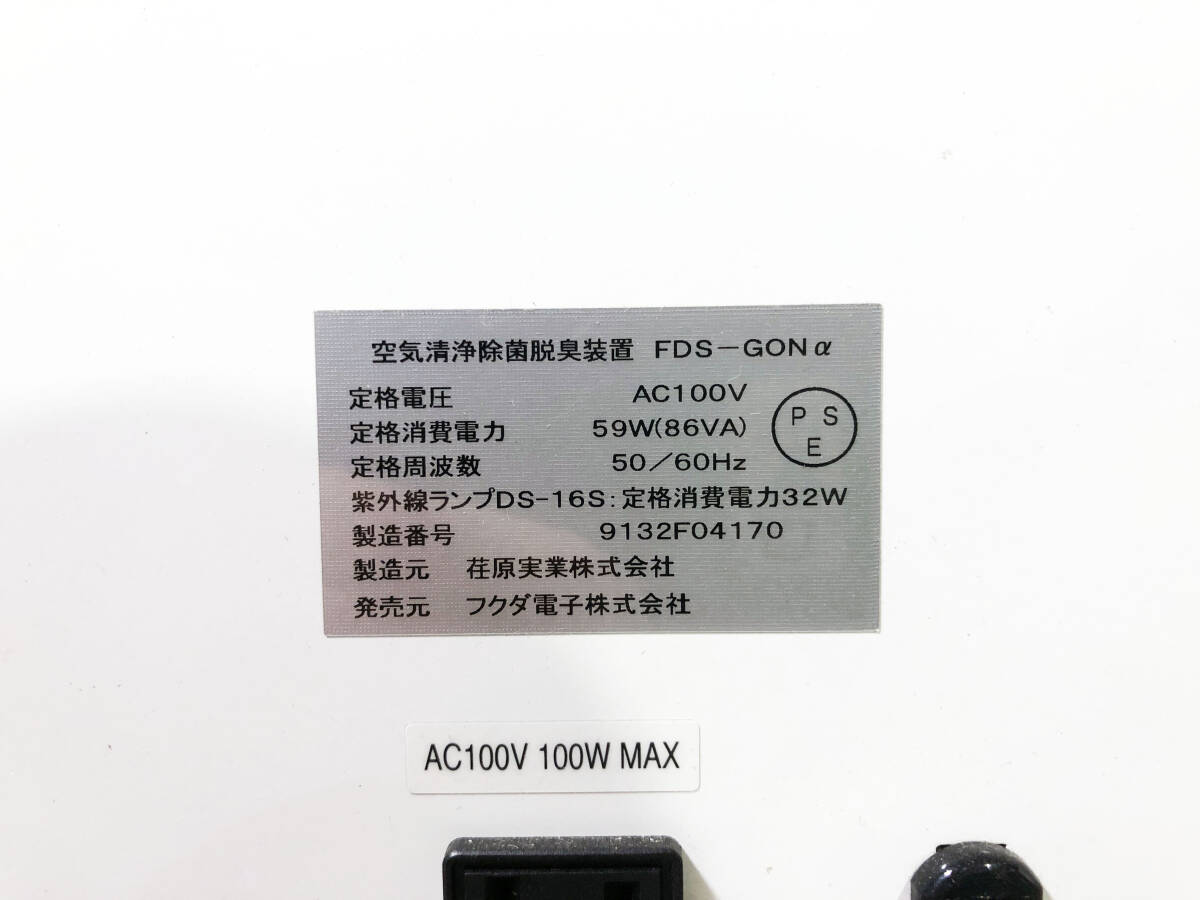 空気清浄除菌脱臭装置 FDS-GONα
定格電圧 AC100V
定格消費電力 59W(86VA)
PSE
定格周波数 50/60Hz
紫外線ランプDS-16S:定格消費電力32W
製造番号 9132F04170
製造元 荏原実業株式会社
発売元 フクダ電子株式会社
AC100V 100W MAX